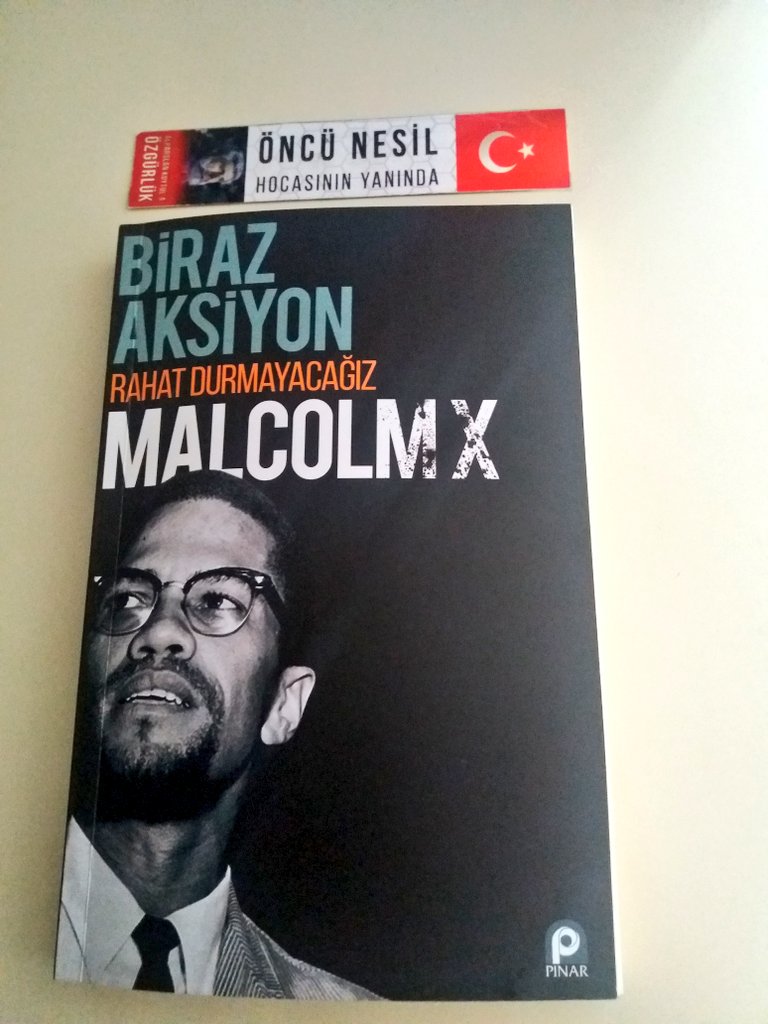 ÖNCÜ NESİL
HOCASININ YANINDA
ÖZGÜRLÜK
BİRAZ
AKSİYON
RAHAT DURMAYACAĞIZ
MALCOLM X
PINAR